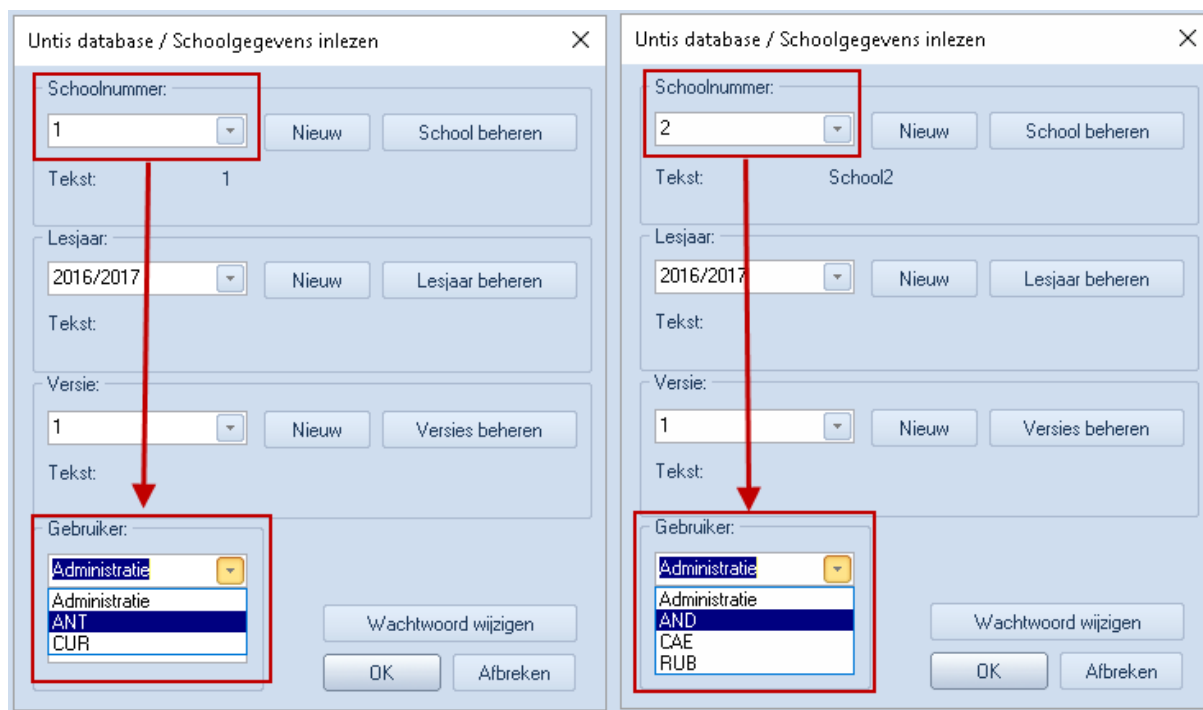 Untis database / Schoolgegevens inlezen
Schoolnummer:
1
Nieuw
School beheren
Tekst: 1
Lesjaar:
2016/2017
Nieuw
Lesjaar beheren
Tekst:
Versie:
1
Nieuw
Versies beheren
Tekst:
Gebruiker:
Administratie
Administratie
ANT
CUR
Wachtwoord wijzigen
OK
Afbreken
Untis database / Schoolgegevens inlezen
Schoolnummer:
2
Nieuw
School beheren
Tekst: School2
Lesjaar:
2016/2017
Nieuw
Lesjaar beheren
Tekst:
Versie:
1
Nieuw
Versies beheren
Tekst:
Gebruiker:
Administratie
Administratie
AND
CAE
RUB
Wachtwoord wijzigen
OK
Afbreken